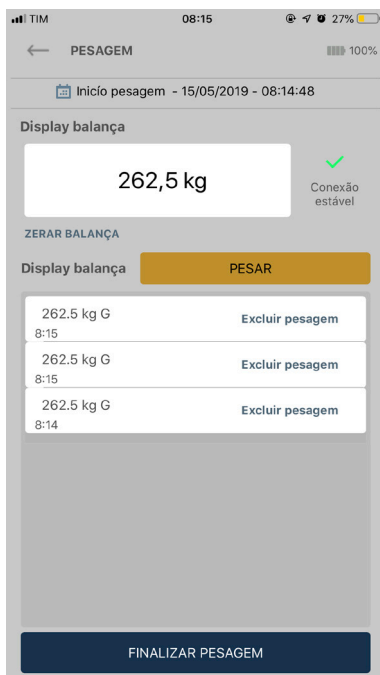 TIM 08:15 27%
PESAGEM 100%
Inicío pesagem - 15/05/2019 - 08:14:48
Display balança
262,5 kg
Conexão
estável
ZERAR BALANÇA
Display balança PESAR
262.5 kg G
8:15
Excluir pesagem
262.5 kg G
8:15
Excluir pesagem
262.5 kg G
8:14
Excluir pesagem
FINALIZAR PESAGEM